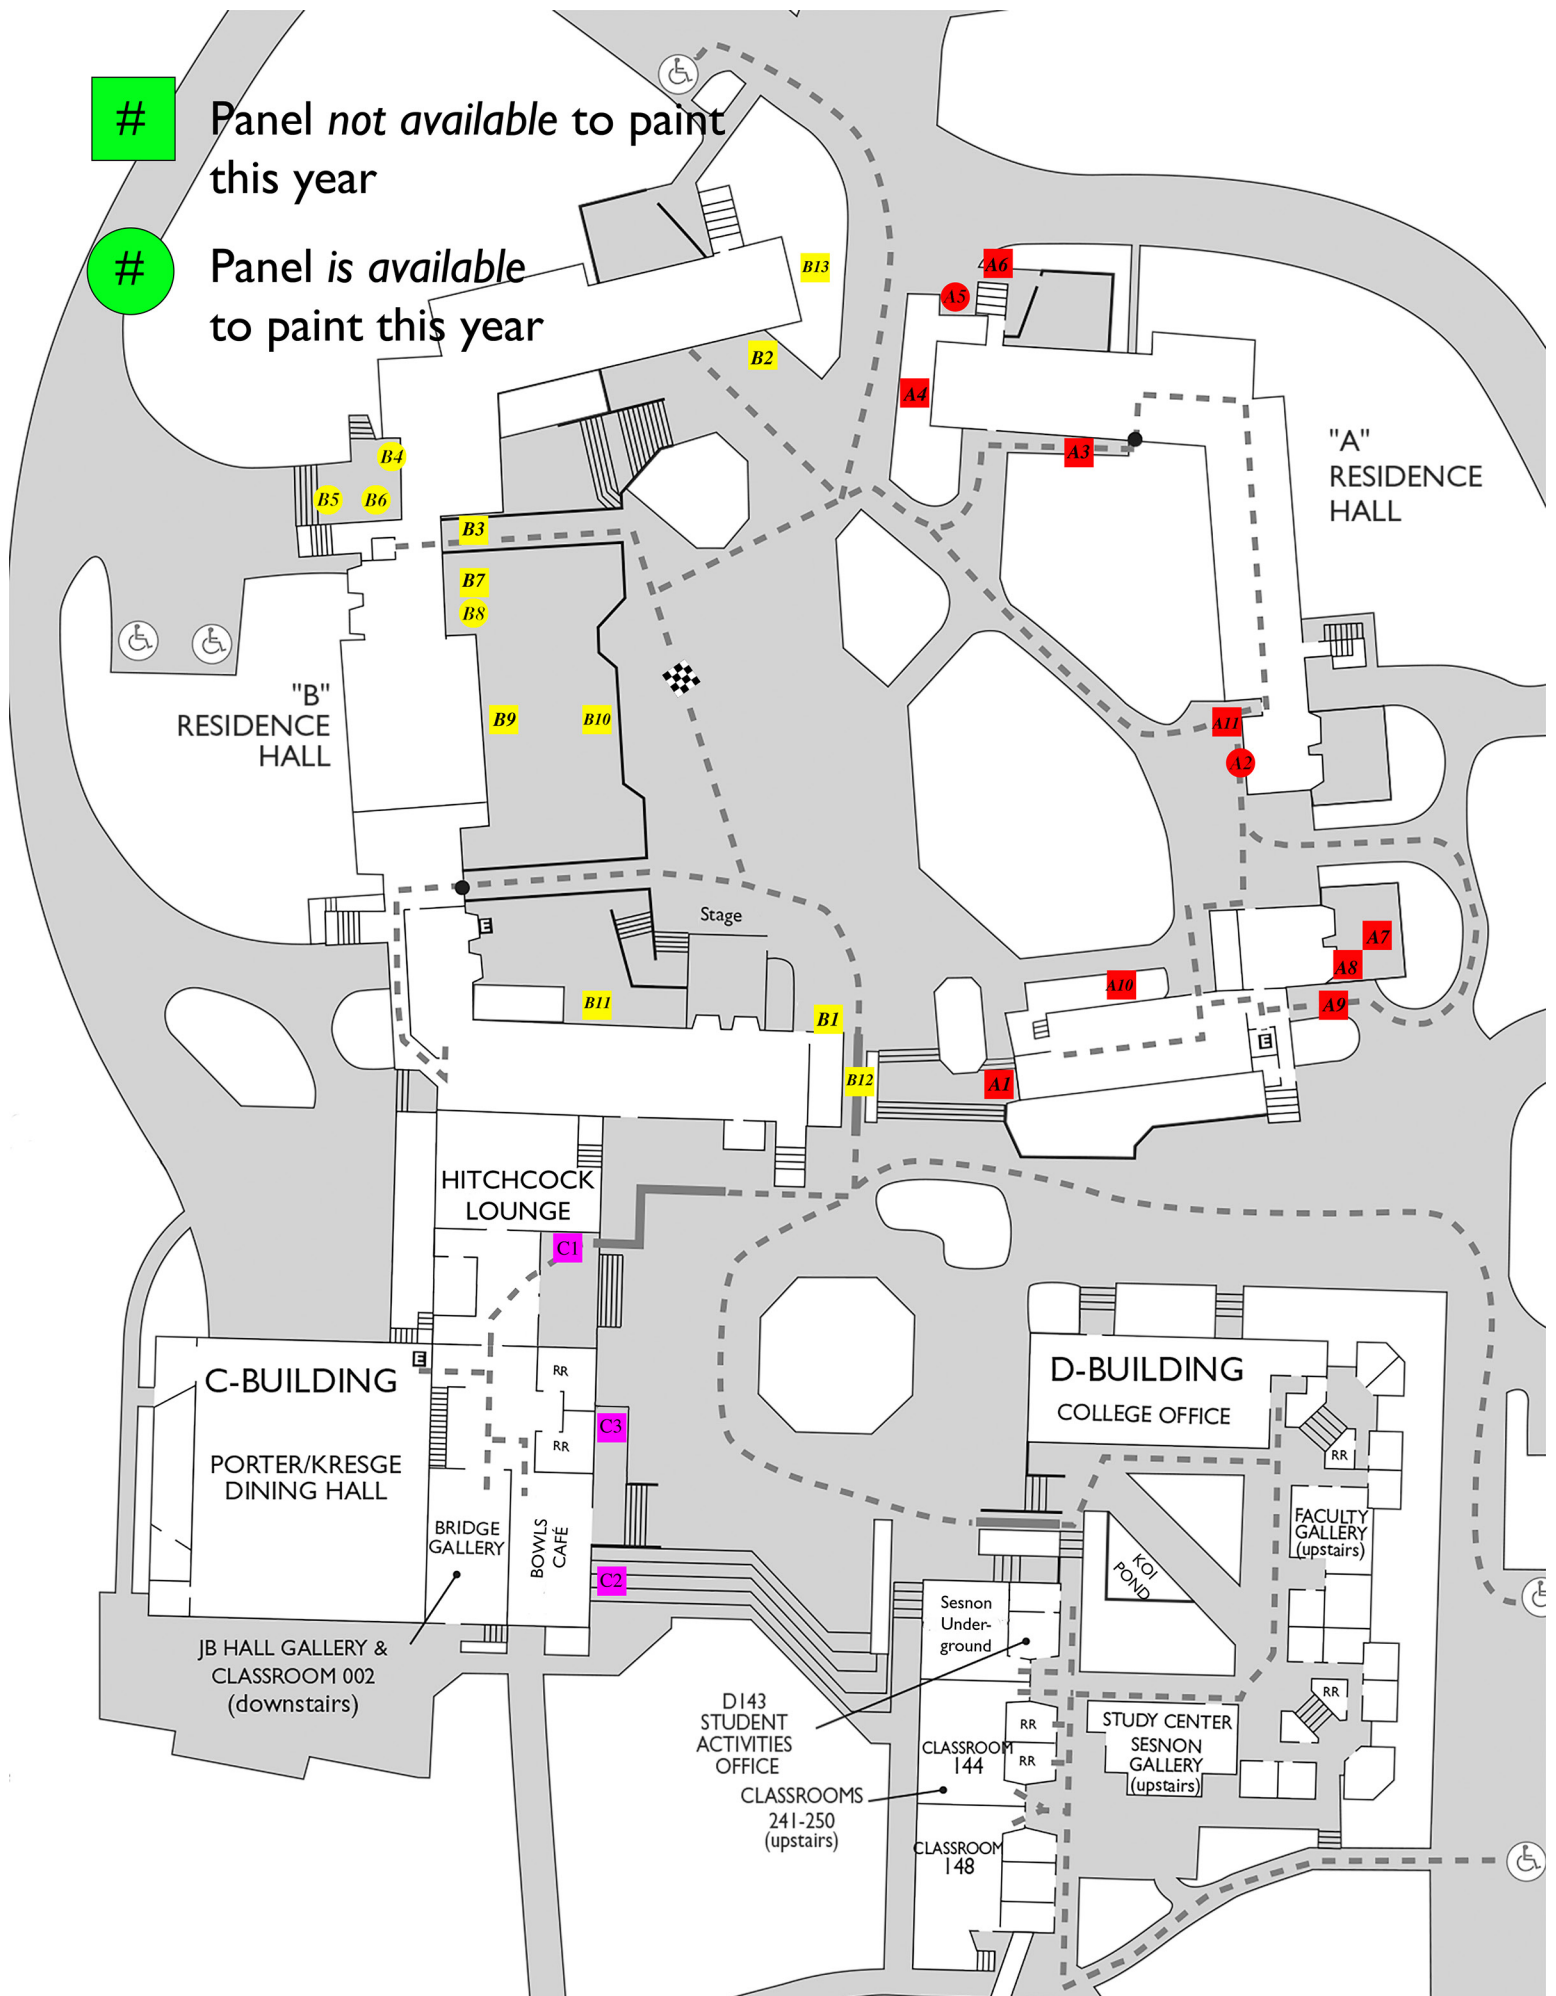 # Panel not available to paint
this year
# Panel is available
to paint this year
B13
A6
A5
B2
A4
B4
A3
"A"
RESIDENCE
HALL
B5 B6
B3
B7
B8
"B"
RESIDENCE
HALL
B9 B10
A11
A2
Stage
E
A7
A8
A10
A9
B11
B1
E
B12
A1
HITCHCOCK
LOUNGE
C1
E
RR
C-BUILDING
D-BUILDING
COLLEGE OFFICE
C3
RR
RR
PORTER/KRESGE
DINING HALL
BRIDGE
GALLERY
BOWLS
CAFÉ
FACULTY
GALLERY
(upstairs)
KOI
POND
C2
Sesnon
Under-
ground
JB HALL GALLERY &
CLASSROOM 002
(downstairs)
D143
STUDENT
ACTIVITIES
OFFICE
RR
RR
STUDY CENTER
SESNON
GALLERY
(upstairs)
CLASSROOM
144
RR
CLASSROOMS
241-250
(upstairs)
CLASSROOM
148